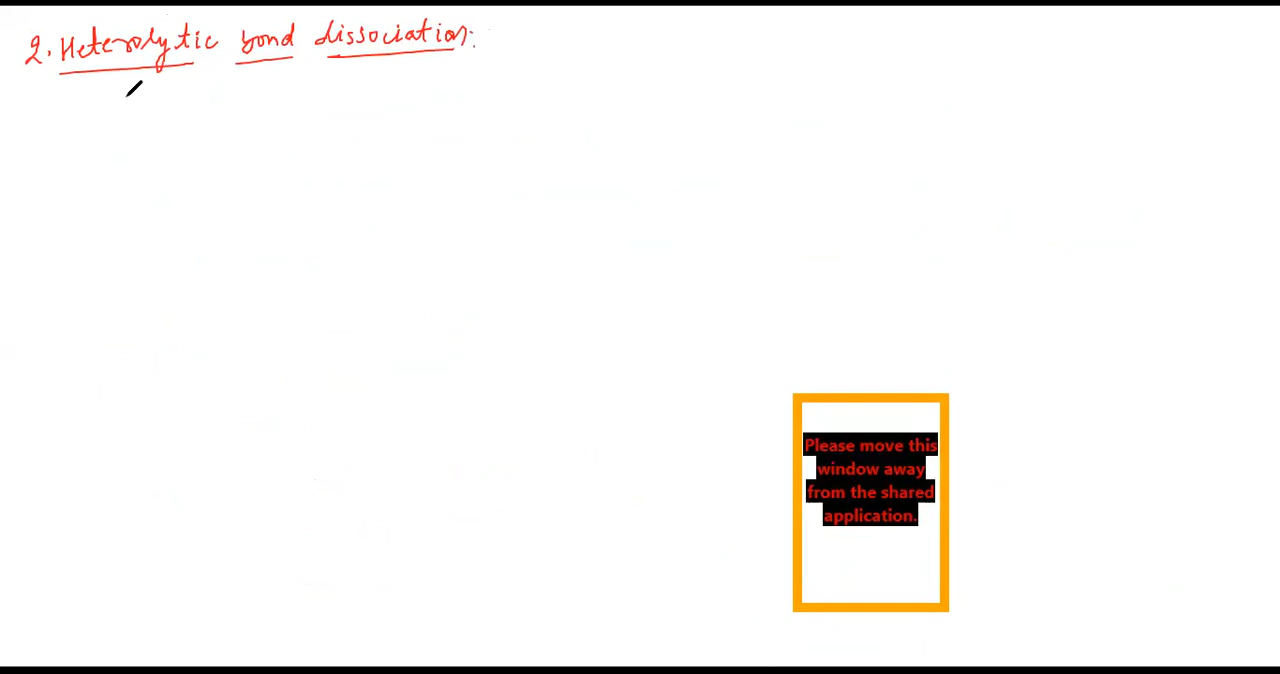 2. Heterolytic bond dissociation:
Please move this
window away
from the shared
application.